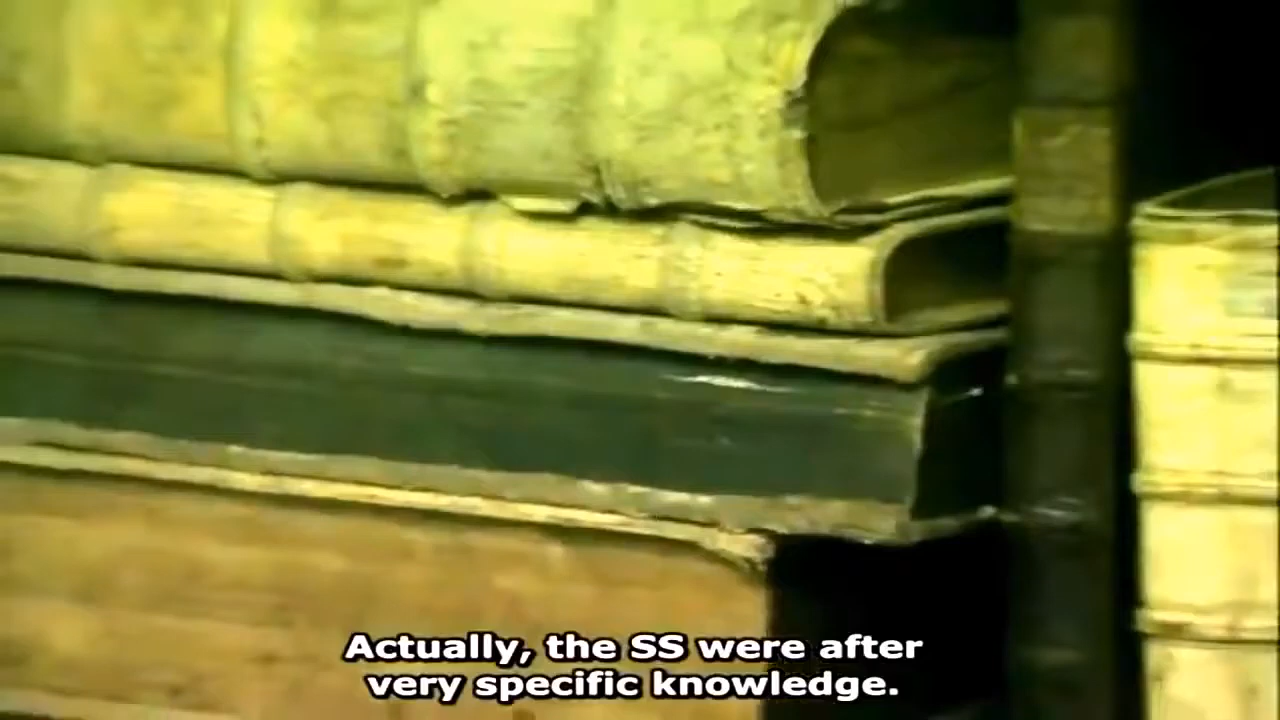 Actually, the SS were after
very specific knowledge.